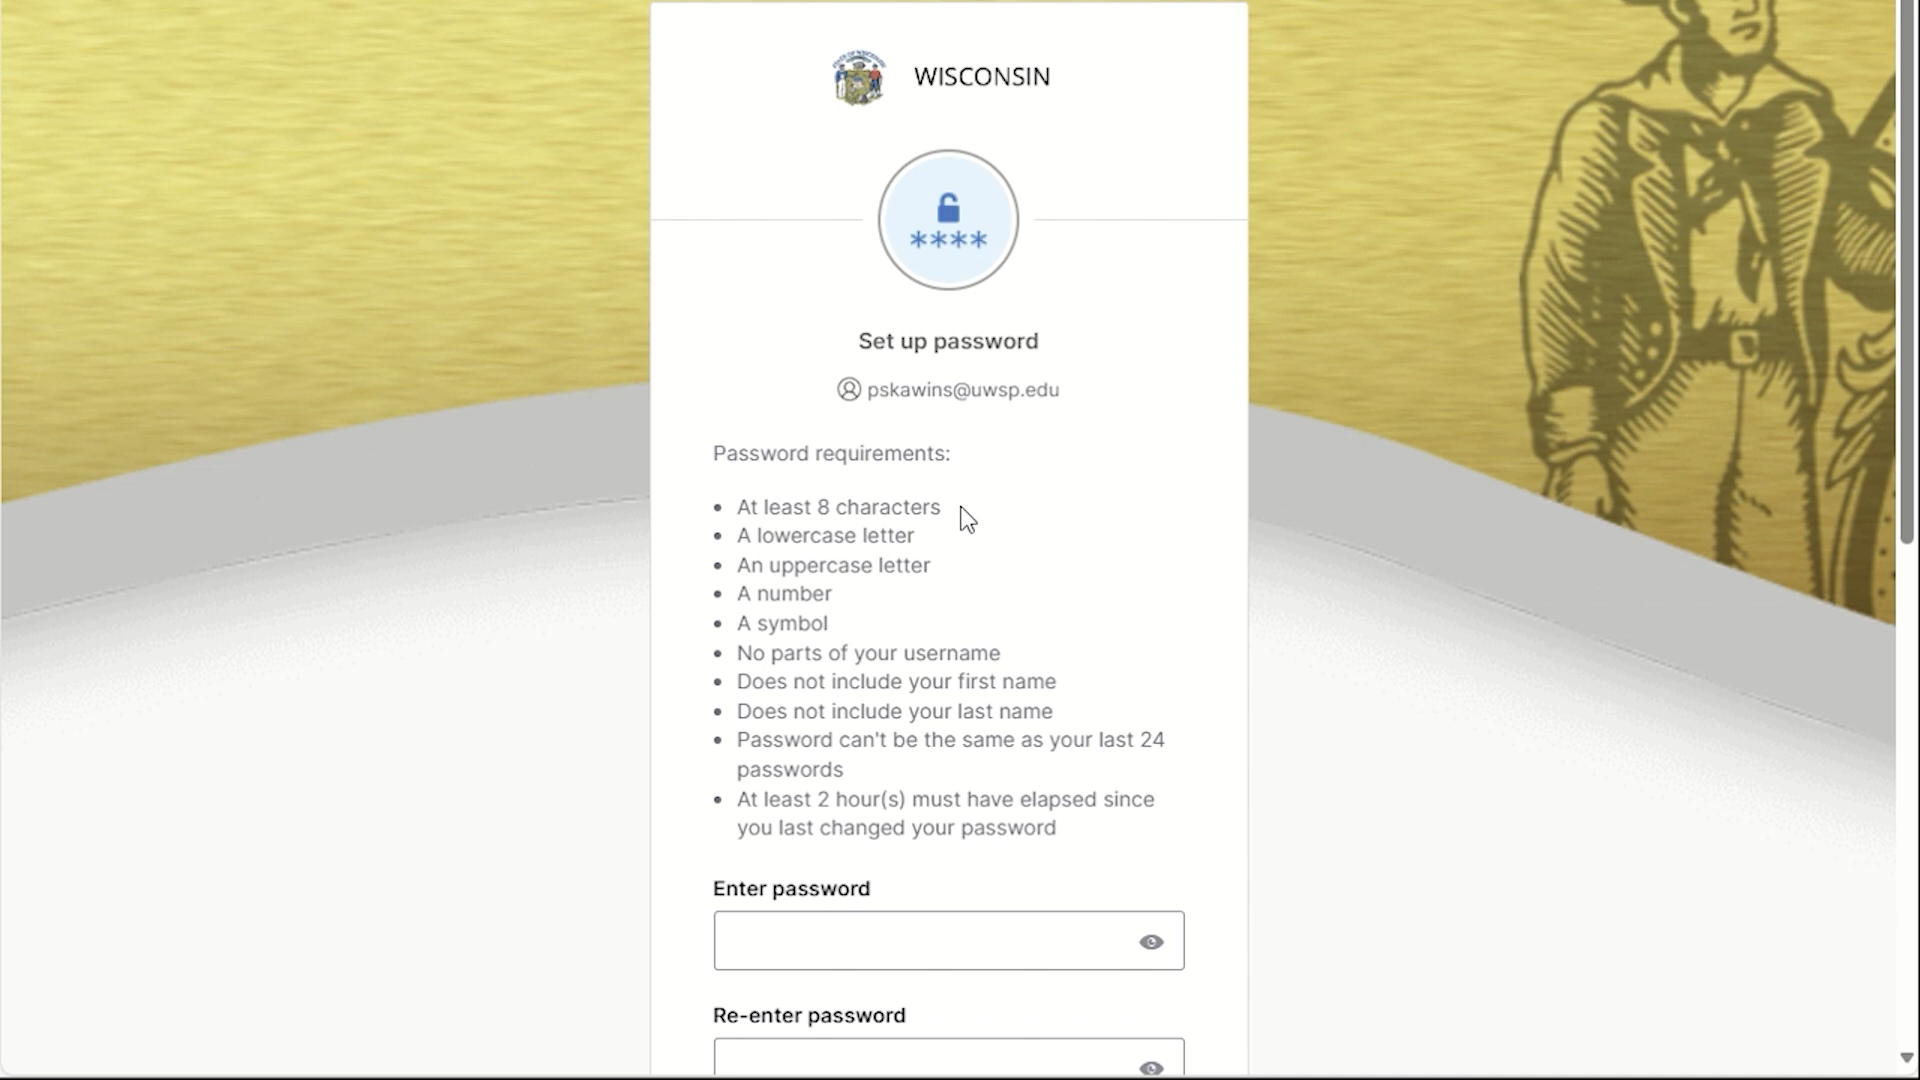 WISCONSIN
****
Set up password
pskawins@uwsp.edu
Password requirements:
• At least 8 characters
• A lowercase letter
• An uppercase letter
• A number
• A symbol
• No parts of your username
• Does not include your first name
• Does not include your last name
• Password can't be the same as your last 24
passwords
• At least 2 hour(s) must have elapsed since
you last changed your password
Enter password
Re-enter password